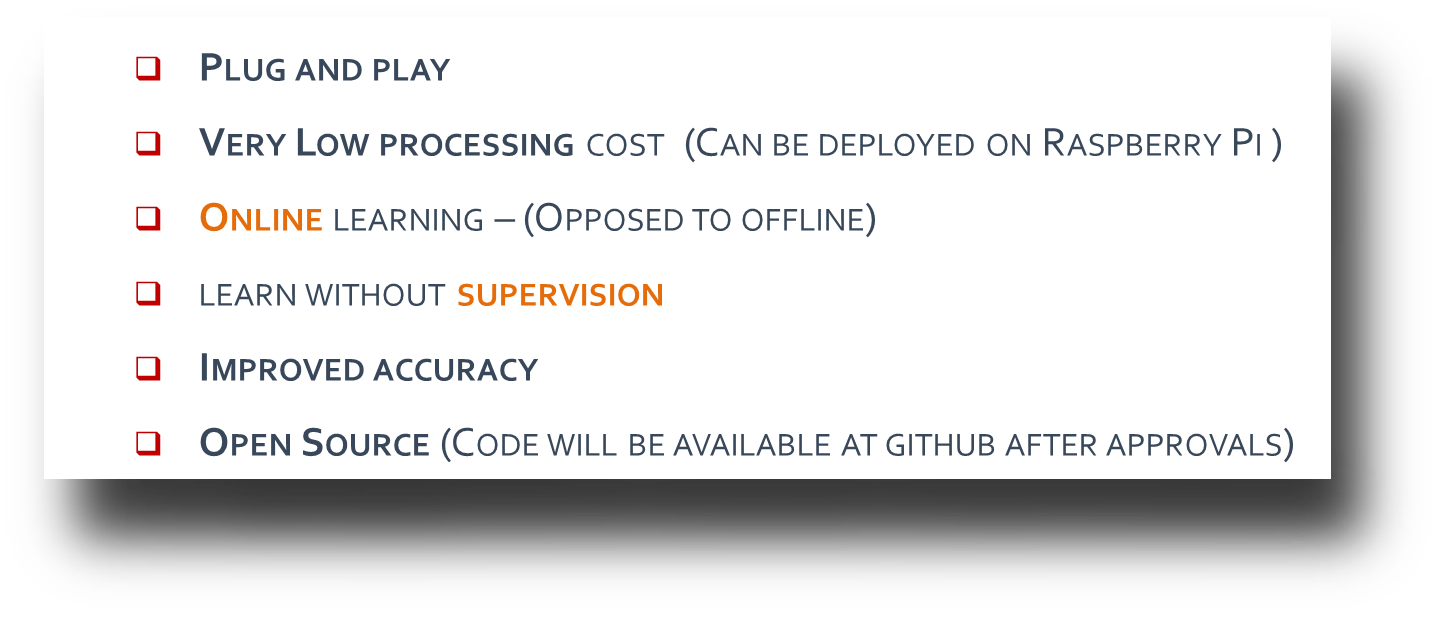 ❑ Plug and play
❑ Very Low processing cost (Can be deployed on Raspberry Pi )
❑ Online learning – (Opposed to offline)
❑ learn without supervision
❑ Improved accuracy
❑ Open Source (Code will be available at github after approvals)